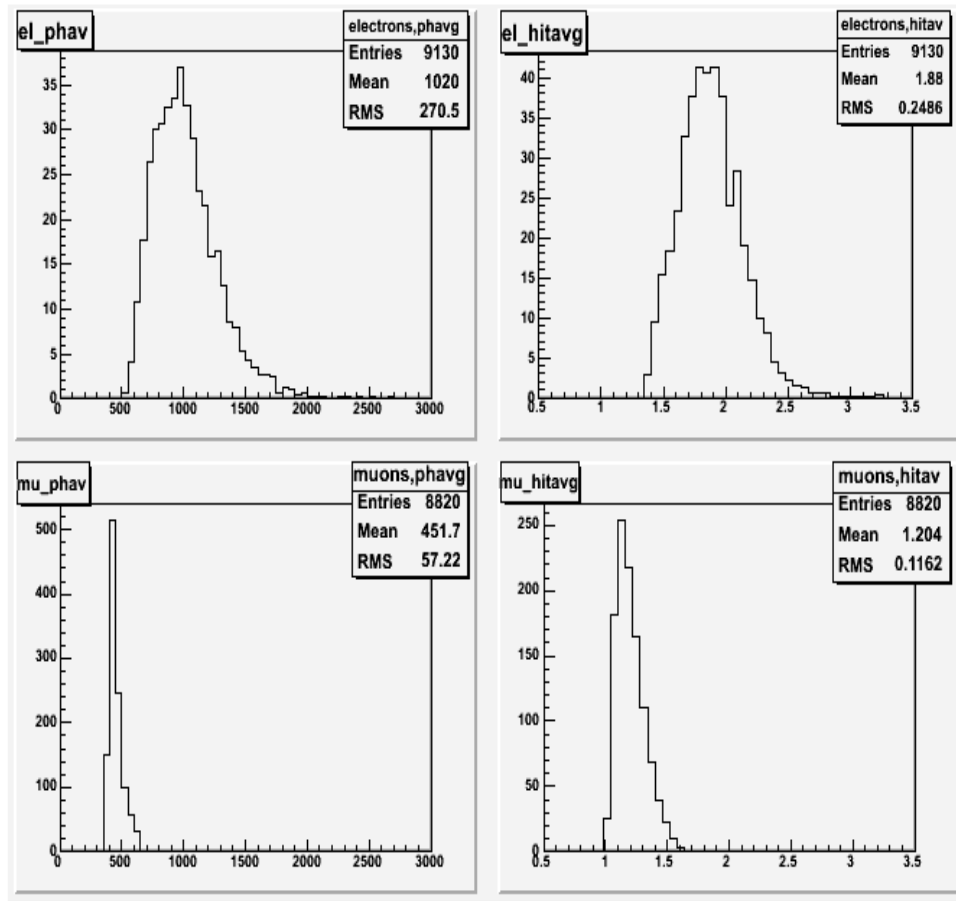 el_phav
electrons,phavg
Entries 9130
Mean 1020
RMS 270.5
35
30
25
20
15
10
5
0
0 500 1000 1500 2000 2500 3000
el_hitavg
electrons,hitav
Entries 9130
Mean 1.88
RMS 0.2486
40
35
30
25
20
15
10
5
0
0.5 1 1.5 2 2.5 3 3.5
mu_phav
muons,phavg
Entries 8820
Mean 451.7
RMS 57.22
500
400
300
200
100
0
0 500 1000 1500 2000 2500 3000
mu_hitavg
muons,hitav
Entries 8820
Mean 1.204
RMS 0.1162
250
200
150
100
50
0
0.5 1 1.5 2 2.5 3 3.5